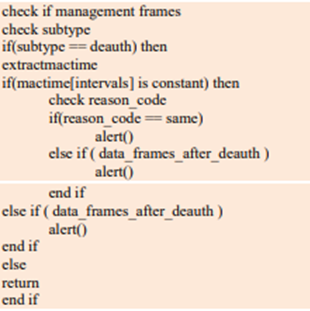 check if management frames
check subtype
if(subtype == deauth) then
extractmactime
if(mactime[intervals] is constant) then
check reason_code
if(reason_code == same)
alert()
else if ( data_frames_after_deauth )
alert()
end if
else if ( data_frames_after_deauth )
alert()
end if
else
return
end if